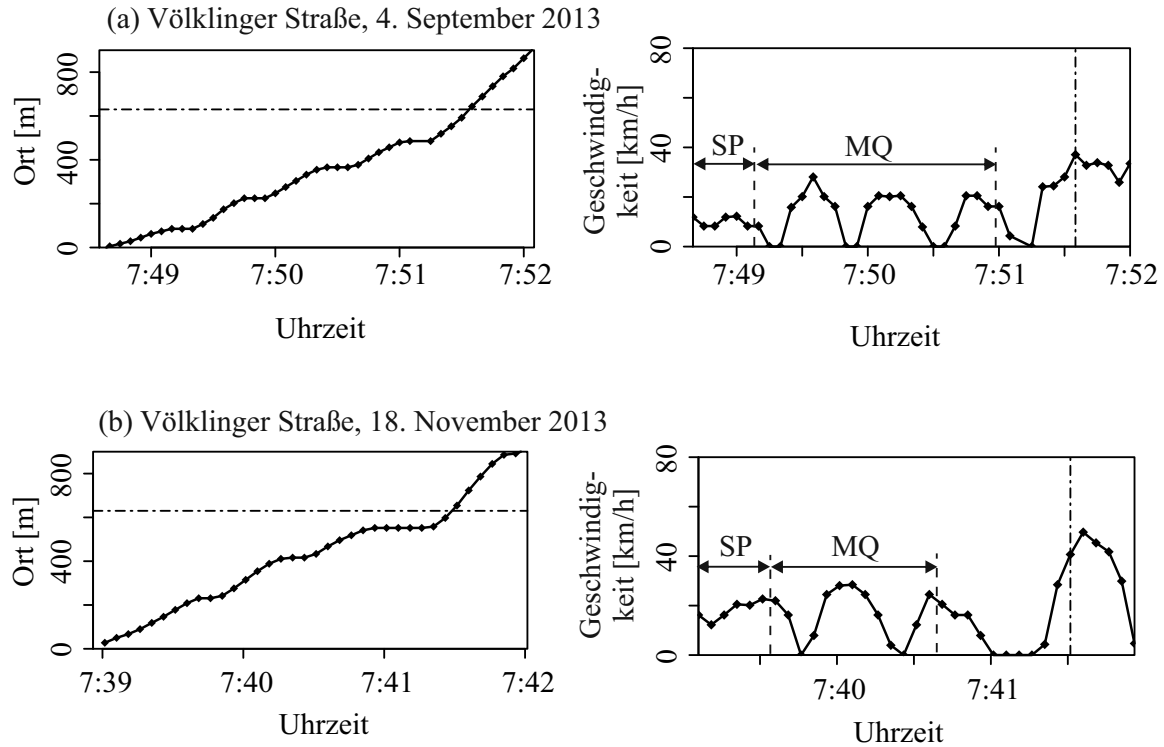 (a) Völklinger Straße, 4. September 2013
Ort [m]
0 400 800
7:49 7:50 7:51 7:52
Uhrzeit
Geschwindig-
keit [km/h]
0 40 80
SP MQ
7:49 7:50 7:51 7:52
Uhrzeit
(b) Völklinger Straße, 18. November 2013
Ort [m]
0 400 800
7:39 7:40 7:41 7:42
Uhrzeit
Geschwindig-
keit [km/h]
0 40 80
SP MQ
7:40 7:41
Uhrzeit